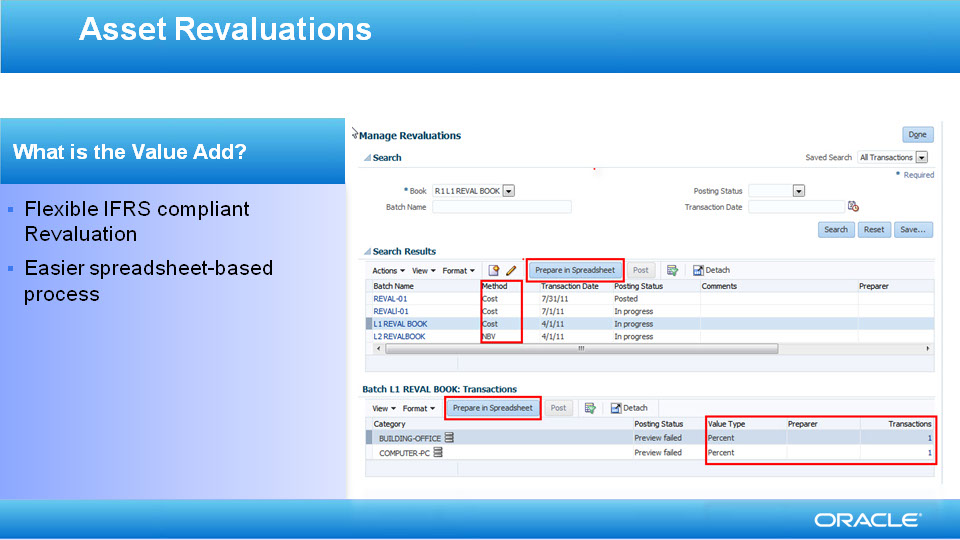 Asset Revaluations
What is the Value Add?
Flexible IFRS compliant
Revaluation
Easier spreadsheet-based
process
Manage Revaluations
Done
Search
Saved Search All Transactions
* Required
* Book R1 L1 REVAL BOOK
Posting Status
Batch Name
Transaction Date
Search Reset Save...
Search Results
Actions View Format Prepare in Spreadsheet Post Detach
Batch Name Method Transaction Date Posting Status Comments Preparer
REVAL-01 Cost 7/31/11 Posted
REVALI-01 Cost 7/1/11 In progress
L1 REVAL BOOK Cost 4/1/11 In progress
L2 REVALBOOK NBV 4/1/11 In progress
Batch L1 REVAL BOOK: Transactions
View Format Prepare in Spreadsheet Post Detach
Category Posting Status Value Type Preparer Transactions
BUILDING-OFFICE Preview failed Percent 1
COMPUTER-PC Preview failed Percent 1
ORACLE